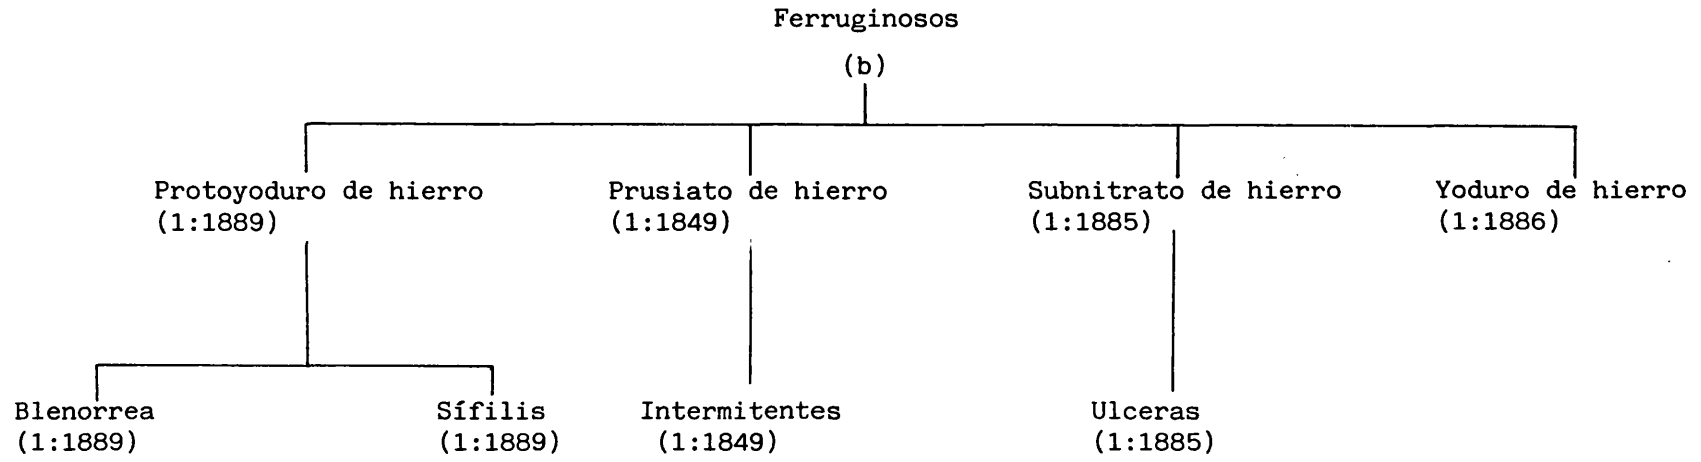 Ferruginosos
(b)
Protoyoduro de hierro
(1:1889)
Prusiato de hierro
(1:1849)
Subnitrato de hierro
(1:1885)
Yoduro de hierro
(1:1886)
Blenorrea
(1:1889)
Sífilis
(1:1889)
Intermitentes
(1:1849)
Ulceras
(1:1885)